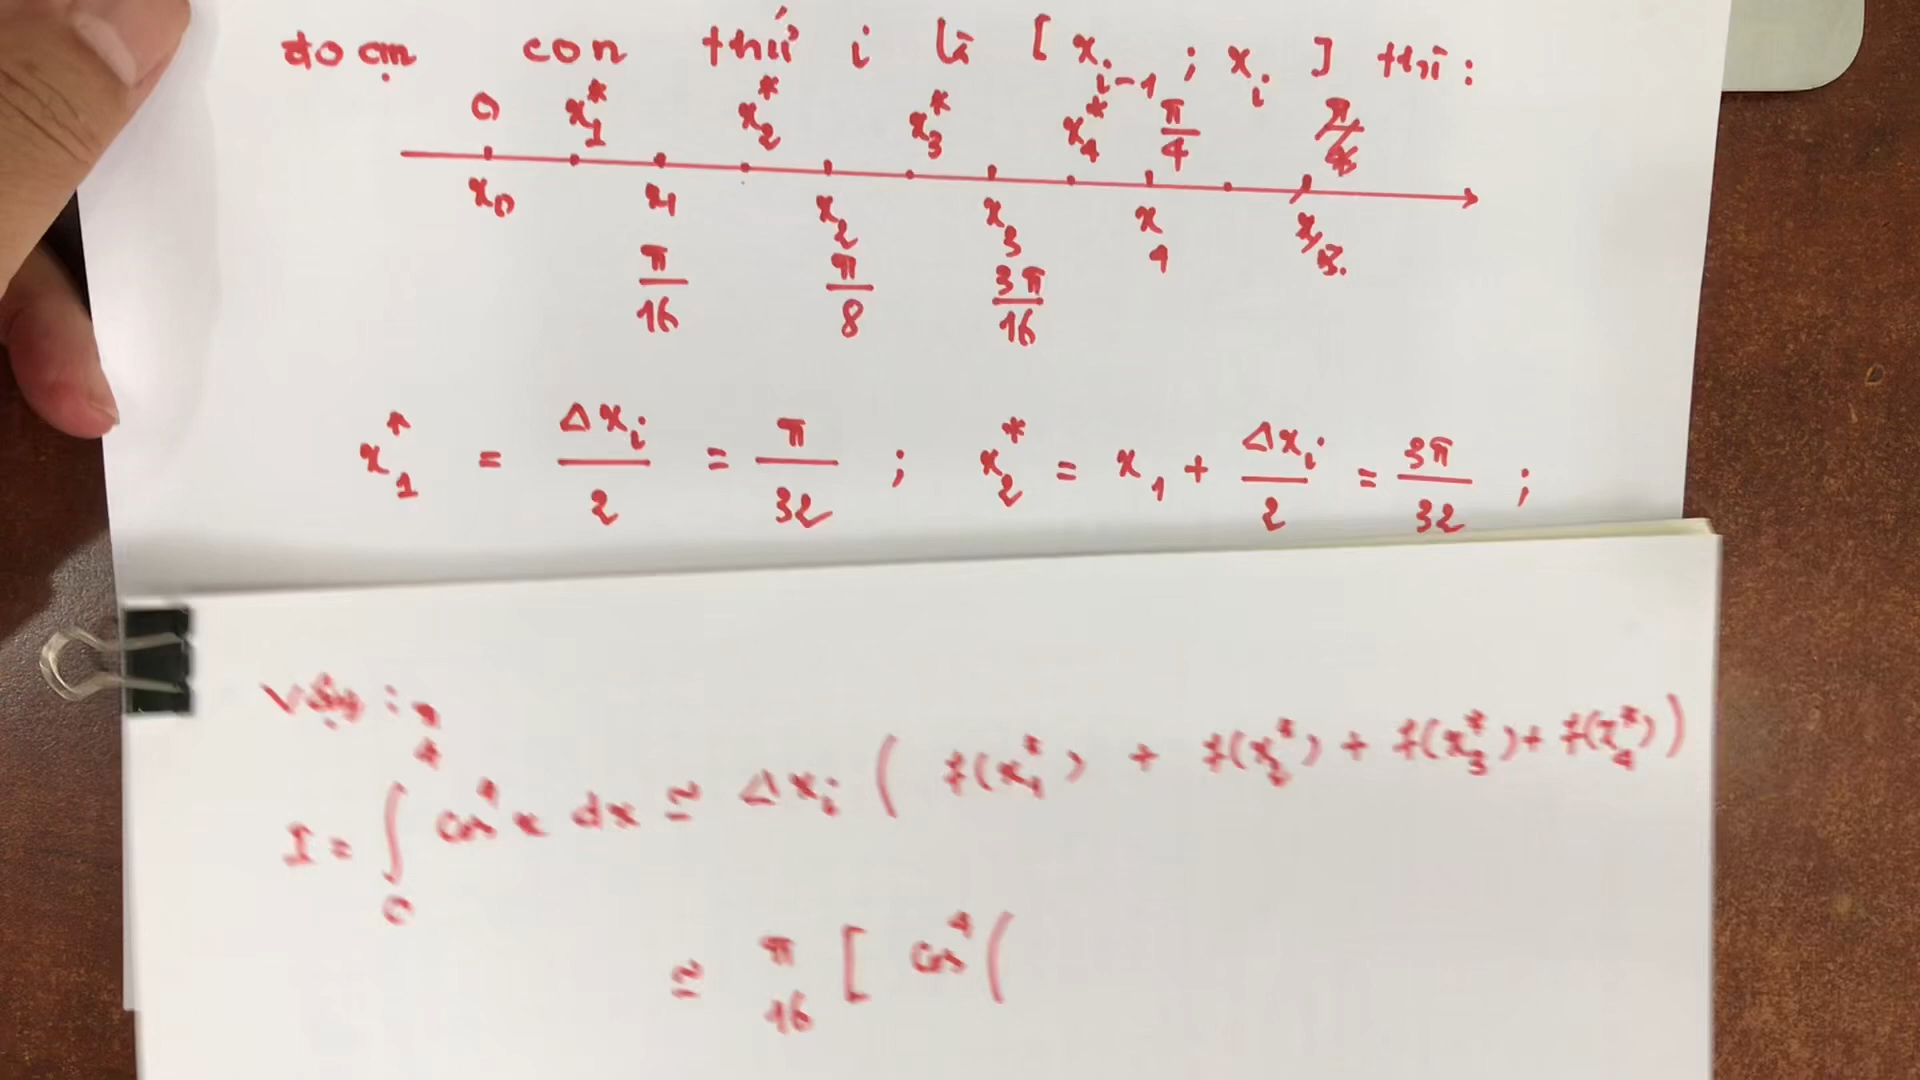 đoạn con thứ i là [ x_{i-1} ; x_i ] thì :
0 x_1^* x_2^* x_3^* x_4^* π/4
x_0 x_1 x_2 x_3 x_4
π/16 π/8 3π/16
x_1^* = Δx_i/2 = π/32 ; x_2^* = x_1 + Δx_i/2 = 3π/32 ;
Vậy :
I = ∫_0^{π/4} cos^4 x dx ≃ Δx_i ( f(x_1^*) + f(x_2^*) + f(x_3^*) + f(x_4^*) )
≃ π/16 [ cos^4 (